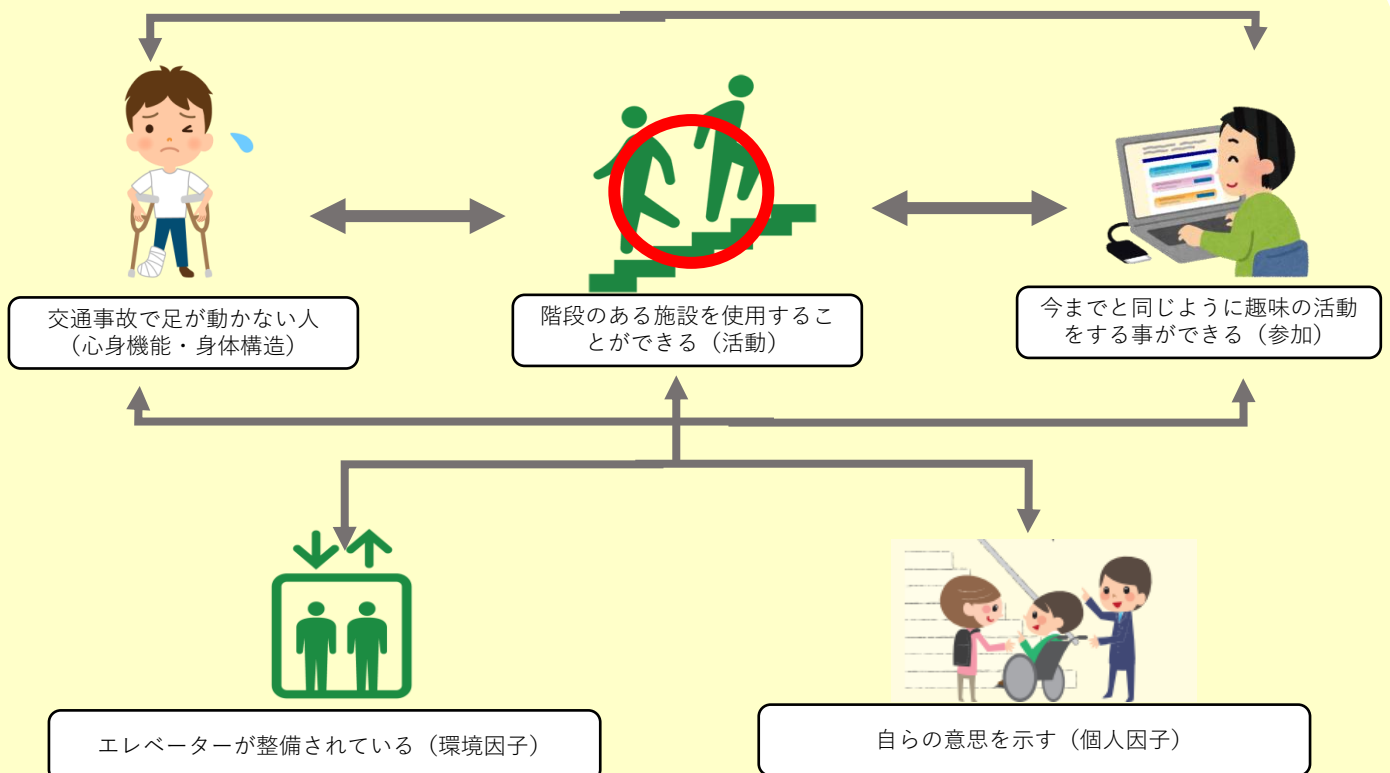 交通事故で足が動かない人
（心身機能・身体構造）
階段のある施設を使用するこ
とができる（活動）
今までと同じように趣味の活動
をする事ができる（参加）
エレベーターが整備されている（環境因子）
自らの意思を示す（個人因子）